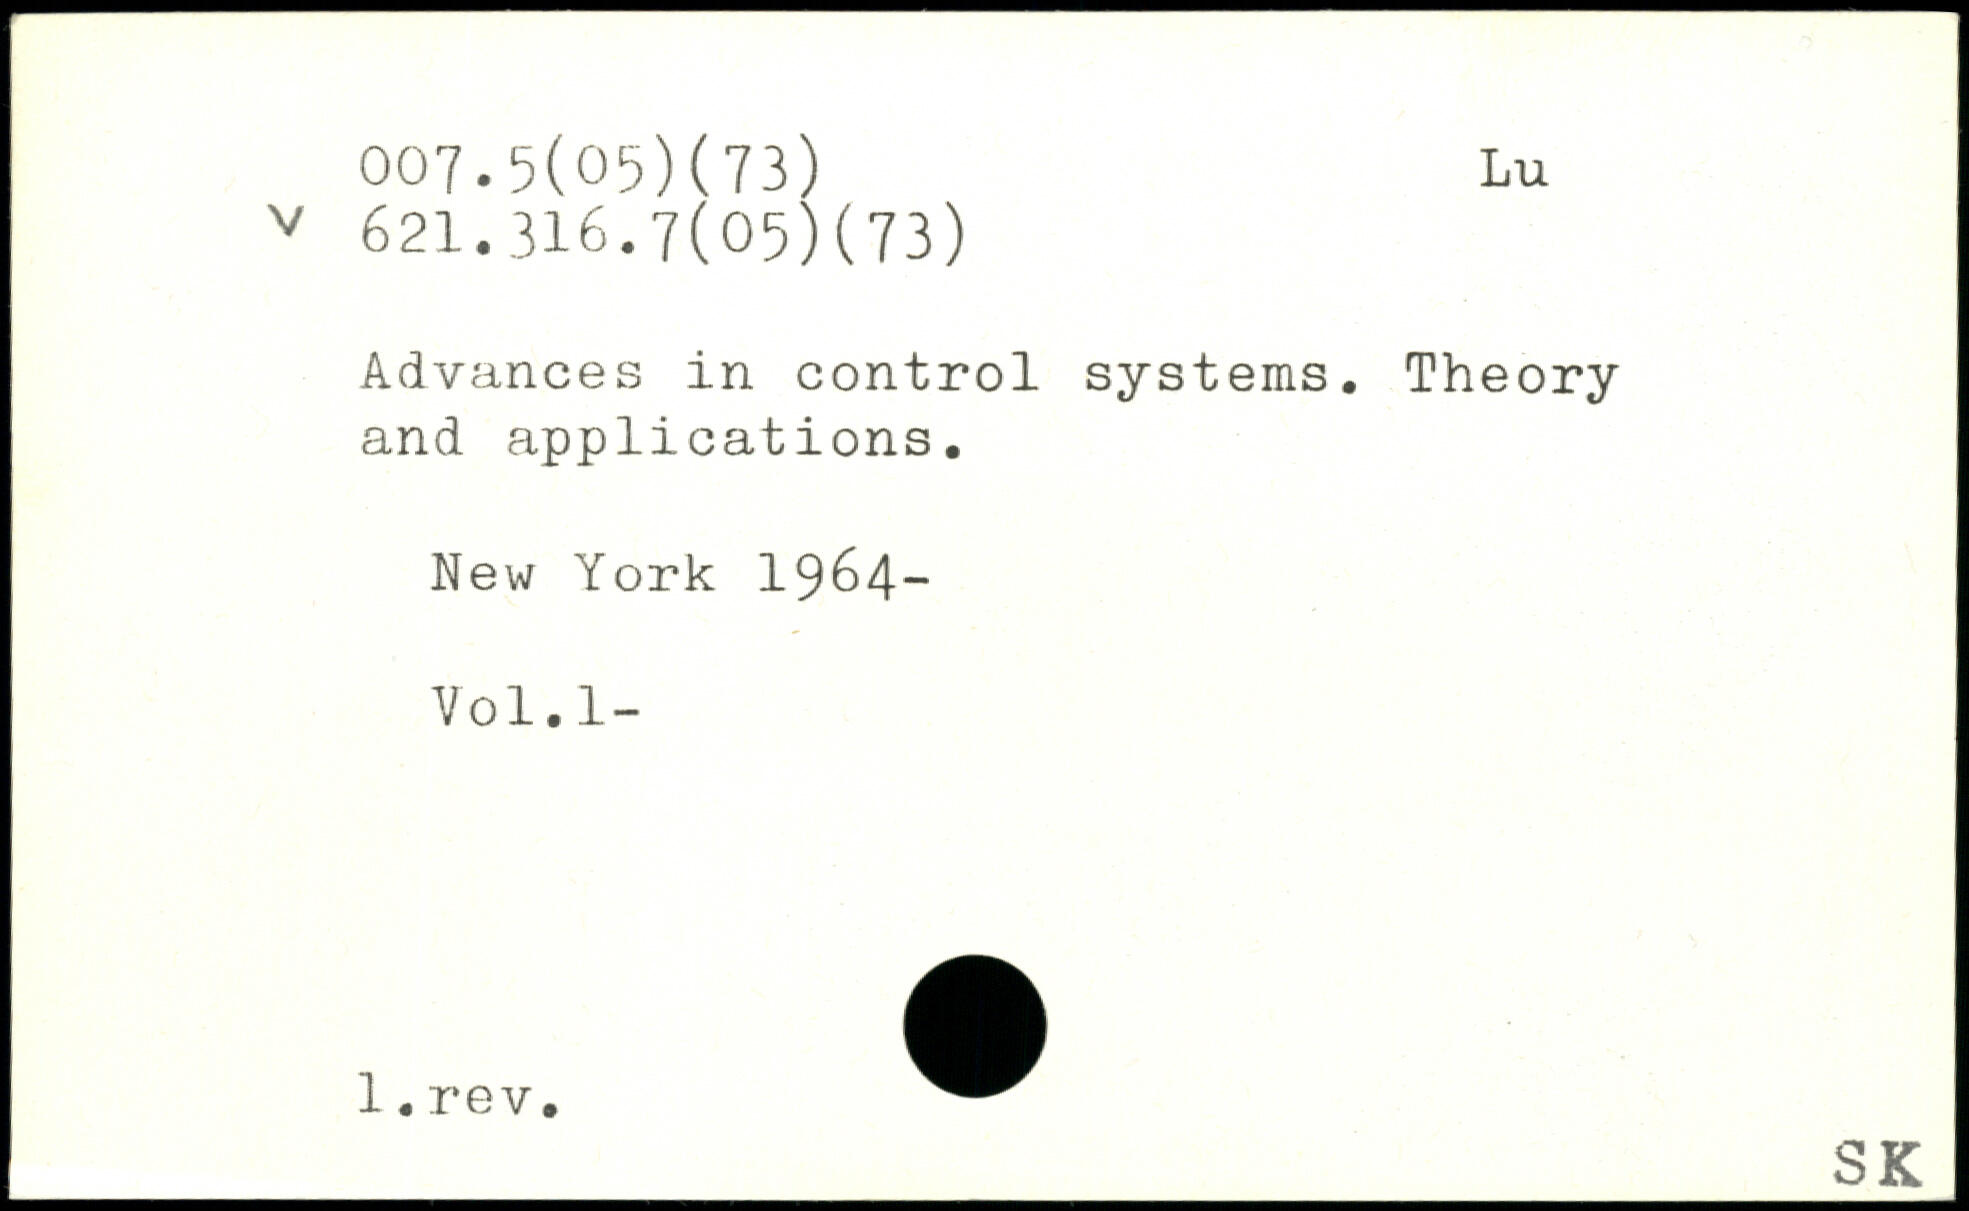 007.5(05)(73) Lu
v 621.316.7(05)(73)
Advances in control systems. Theory
and applications.
New York 1964-
Vol.1-
1.rev.
SK